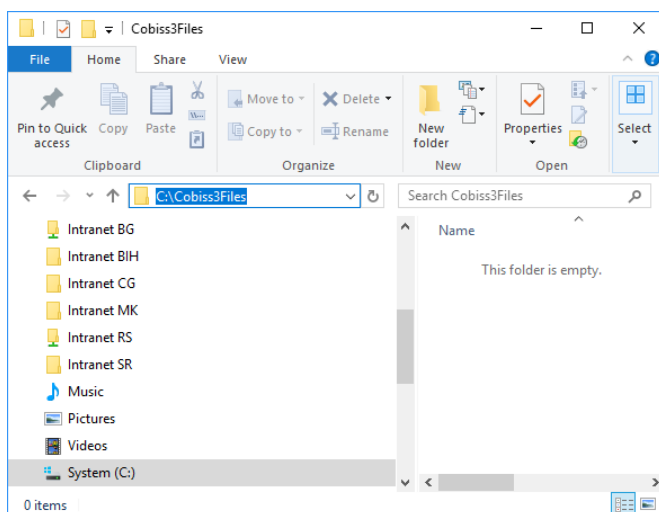 Cobiss3Files
File Home Share View
Pin to Quick access
Copy
Paste
Clipboard
Move to
Copy to
Delete
Rename
Organize
New folder
New
Properties
Open
Select
C:\Cobiss3Files
Search Cobiss3Files
Intranet BG
Intranet BIH
Intranet CG
Intranet MK
Intranet RS
Intranet SR
Music
Pictures
Videos
System (C:)
Name
This folder is empty.
0 items